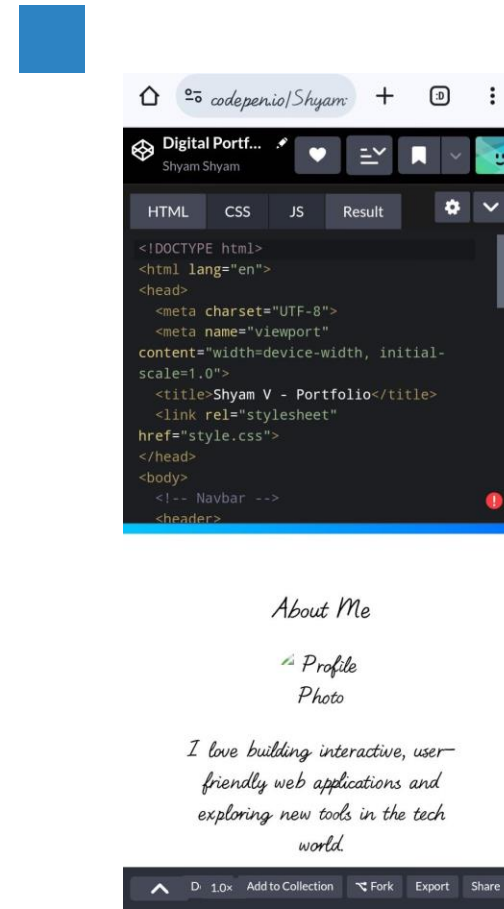 codepen.io/Shyam
:D
Digital Portf...
Shyam Shyam
HTML CSS JS Result
<!DOCTYPE html>
<html lang="en">
<head>
<meta charset="UTF-8">
<meta name="viewport"
content="width=device-width, initial-
scale=1.0">
<title>Shyam V - Portfolio</title>
<link rel="stylesheet"
href="style.css">
</head>
<body>
<!-- Navbar -->
<header>
About Me
Profile
Photo
I love building interactive, user-
friendly web applications and
exploring new tools in the tech
world.
1.0× Add to Collection Fork Export Share